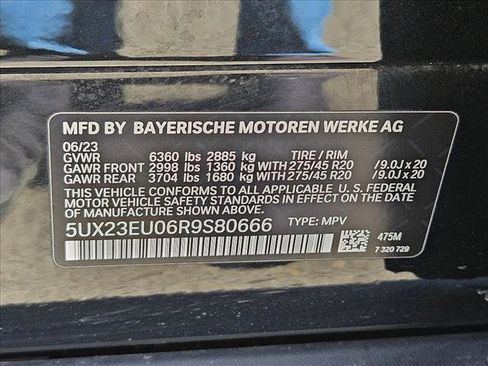 MFD BY BAYERISCHE MOTOREN WERKE AG
06/23
GVWR 6360 lbs 2885 kg TIRE / RIM
GAWR FRONT 2998 lbs 1360 kg WITH 275/45 R20 /9.0J x 20
GAWR REAR 3704 lbs 1680 kg WITH 275/45 R20 /9.0J x 20
THIS VEHICLE CONFORMS TO ALL APPLICABLE U. S. FEDERAL
MOTOR VEHICLE SAFETY STANDARDS IN EFFECT ON THE
DATE OF MANUFACTURE SHOWN ABOVE.
5UX23EU06R9S80666 TYPE: MPV
475M
7 320 729